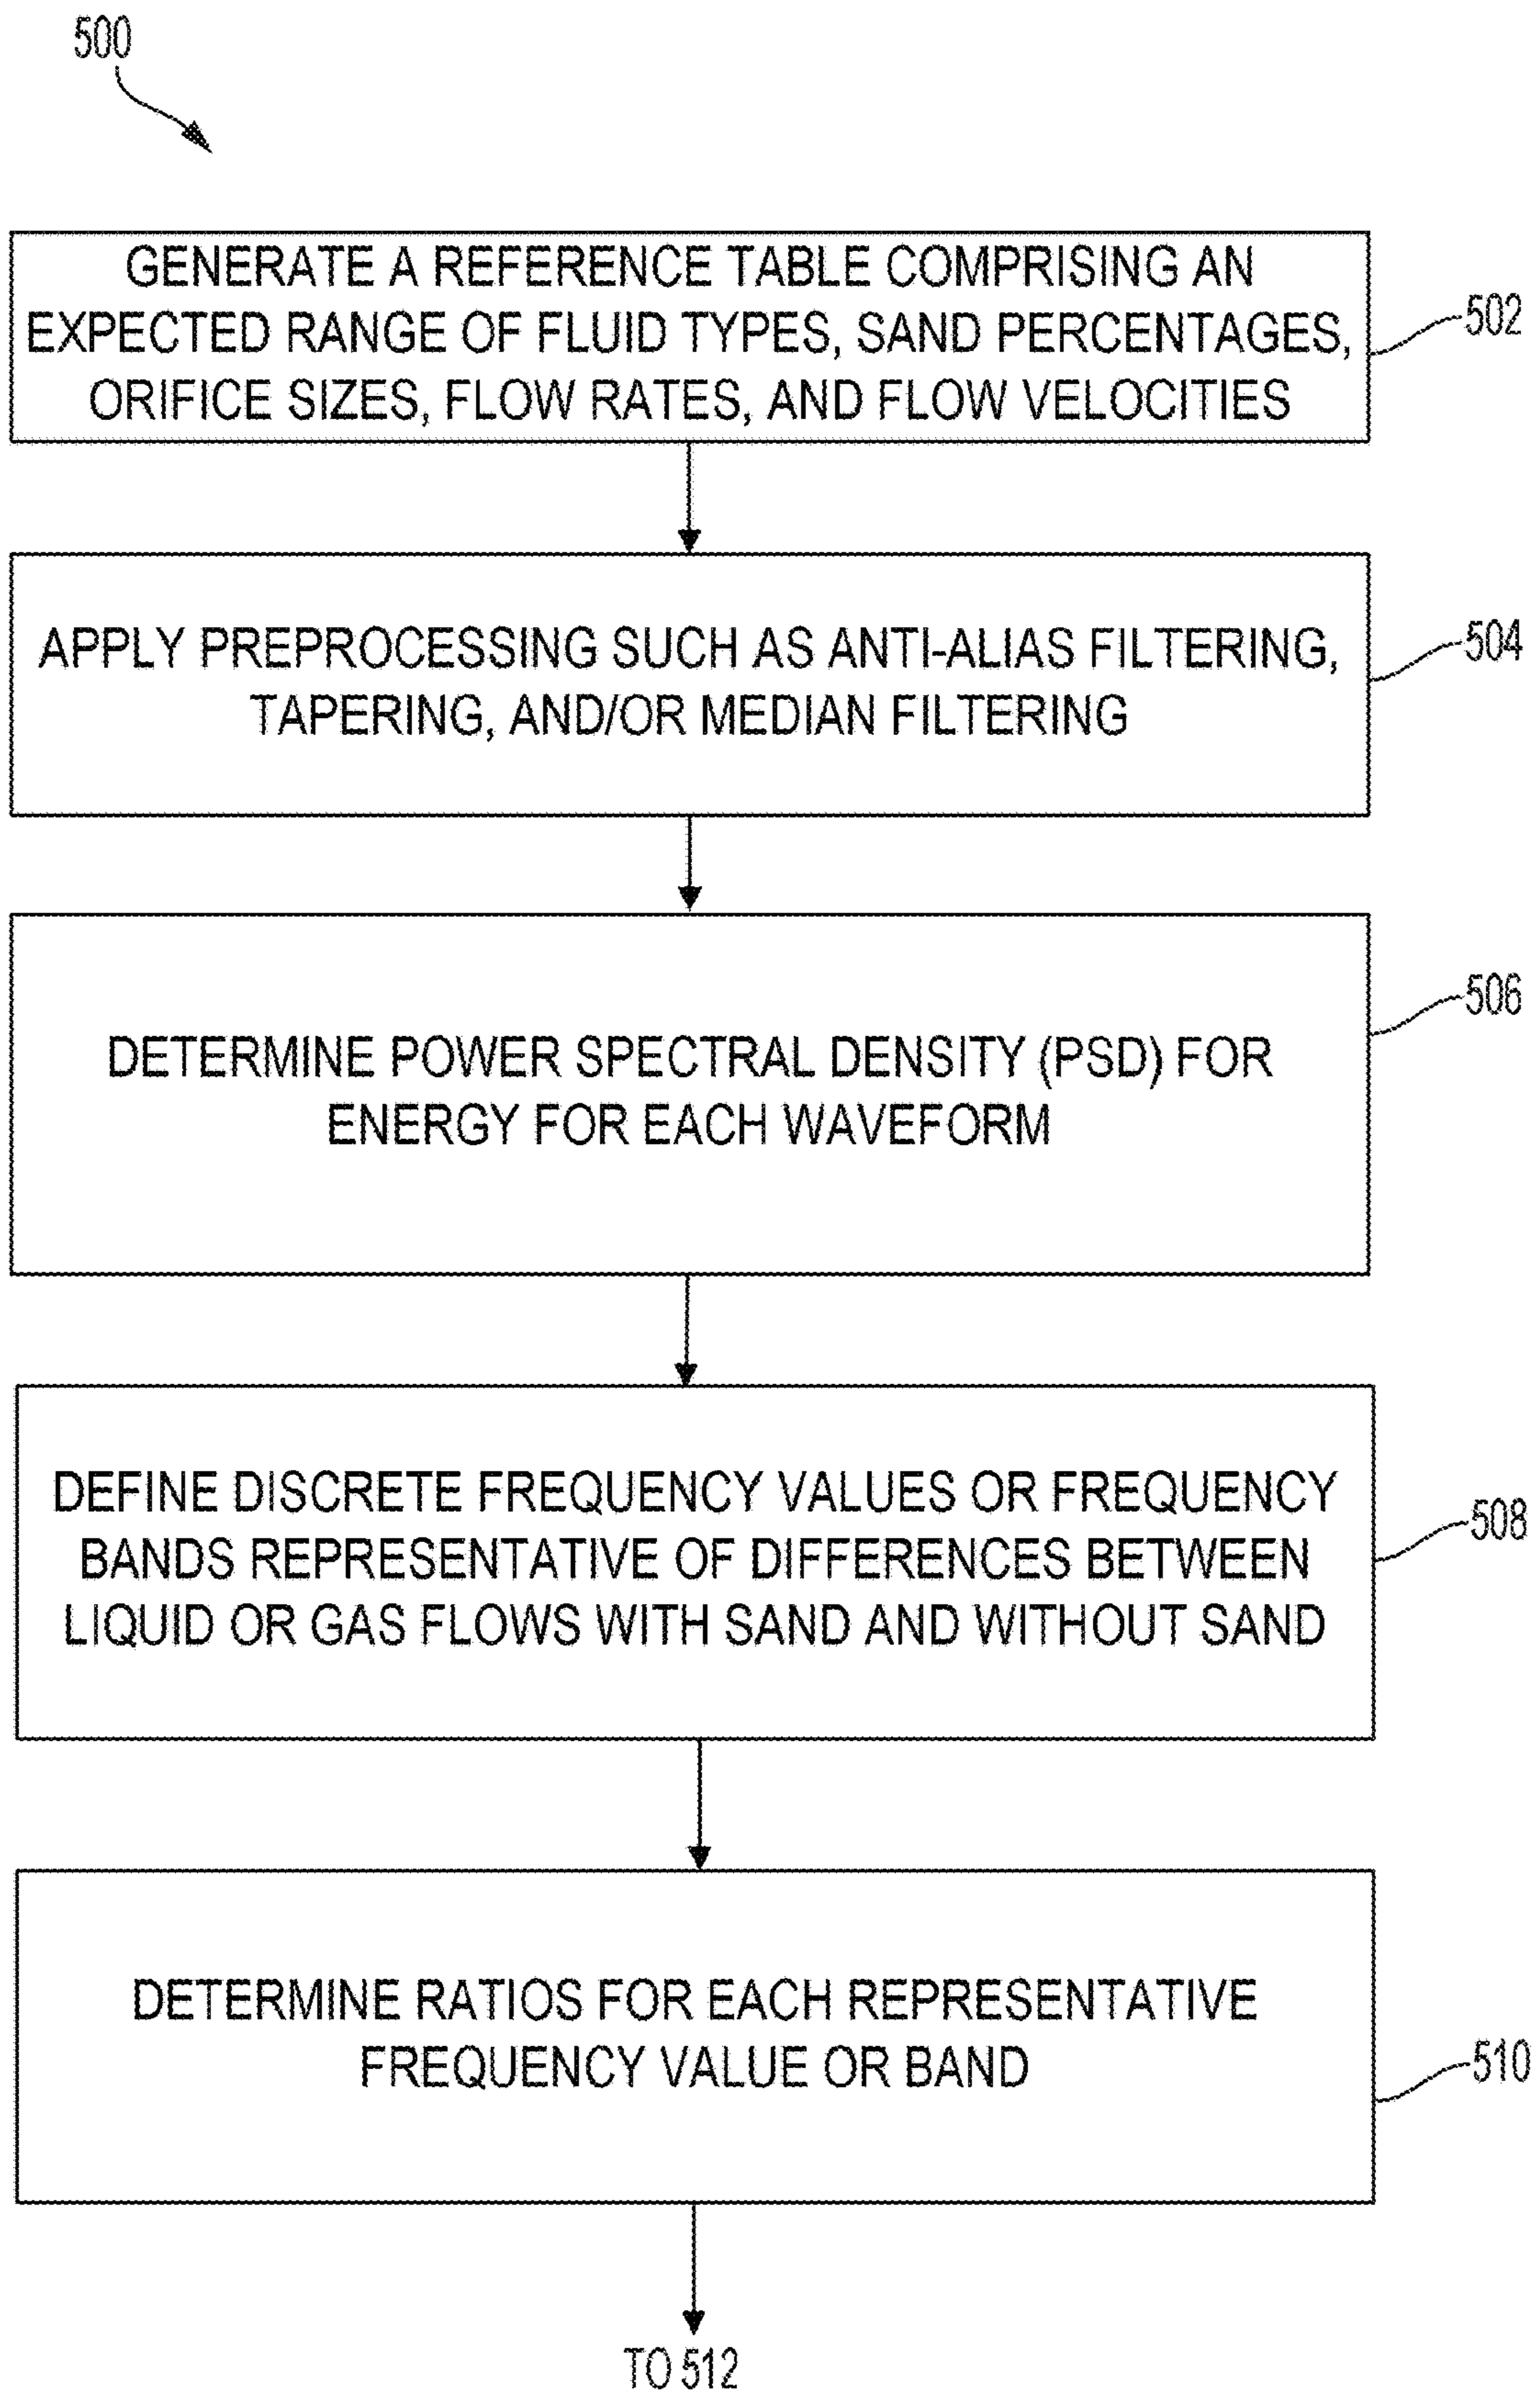 500
GENERATE A REFERENCE TABLE COMPRISING AN
EXPECTED RANGE OF FLUID TYPES, SAND PERCENTAGES,
ORIFICE SIZES, FLOW RATES, AND FLOW VELOCITIES
502
APPLY PREPROCESSING SUCH AS ANTI-ALIAS FILTERING,
TAPERING, AND/OR MEDIAN FILTERING
504
DETERMINE POWER SPECTRAL DENSITY (PSD) FOR
ENERGY FOR EACH WAVEFORM
506
DEFINE DISCRETE FREQUENCY VALUES OR FREQUENCY
BANDS REPRESENTATIVE OF DIFFERENCES BETWEEN
LIQUID OR GAS FLOWS WITH SAND AND WITHOUT SAND
508
DETERMINE RATIOS FOR EACH REPRESENTATIVE
FREQUENCY VALUE OR BAND
510
TO 512